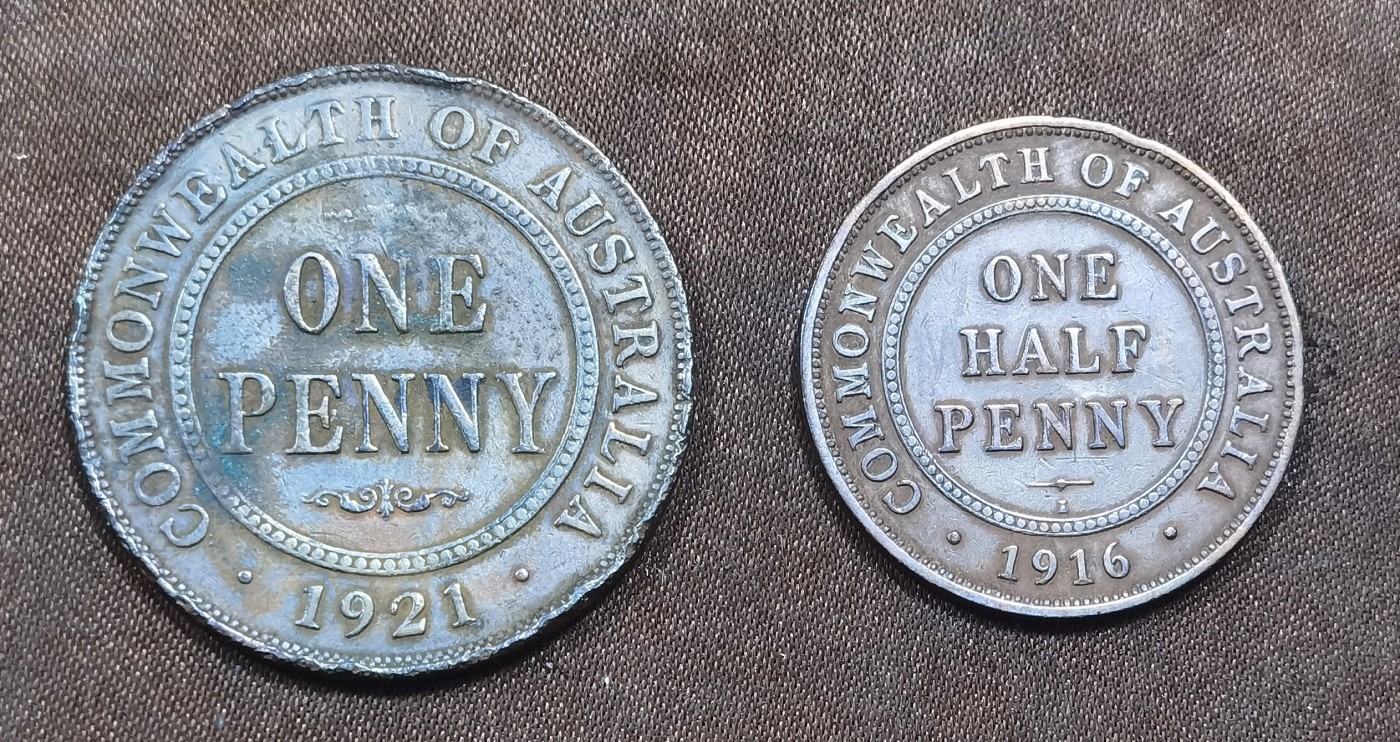 COMMONWEALTH OF AUSTRALIA
ONE
PENNY
1921
COMMONWEALTH OF AUSTRALIA
ONE
HALF
PENNY
I
1916